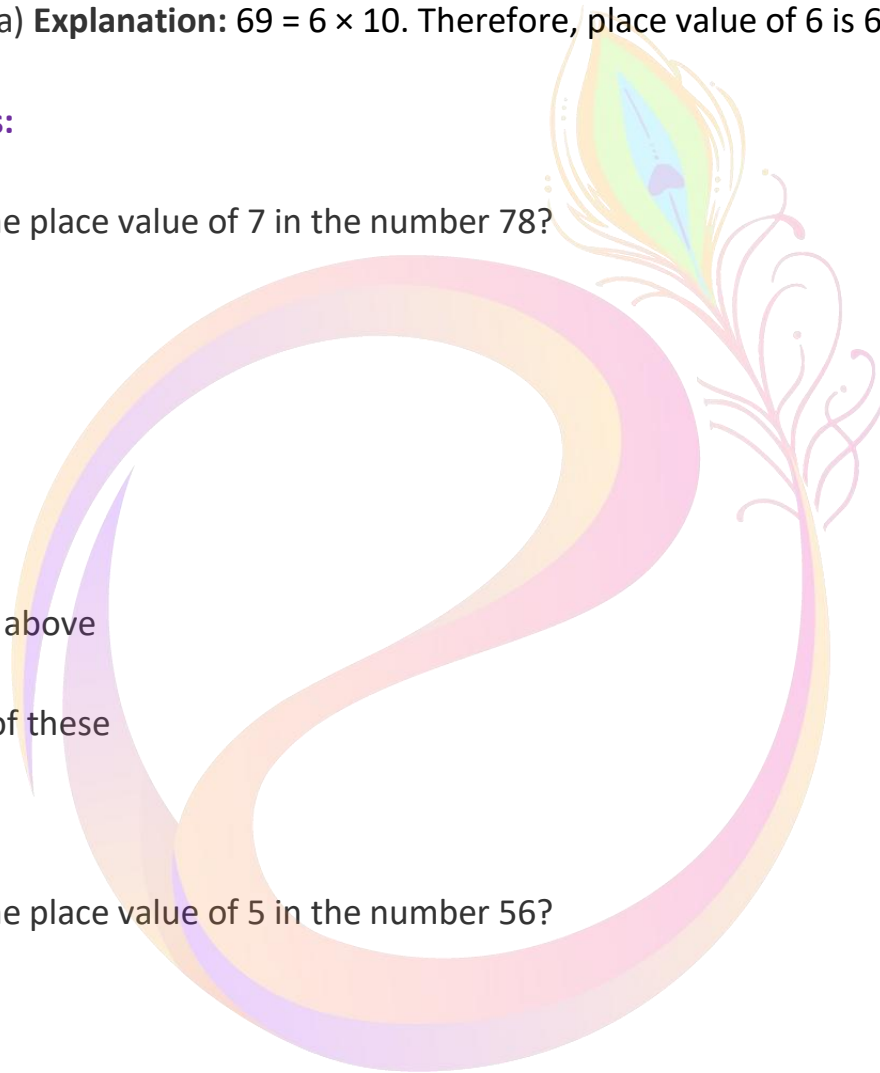 a) Explanation: 69 = 6 × 10. Therefore, place value of 6 is 6
s:
e place value of 7 in the number 78?
above
of these
e place value of 5 in the number 56?